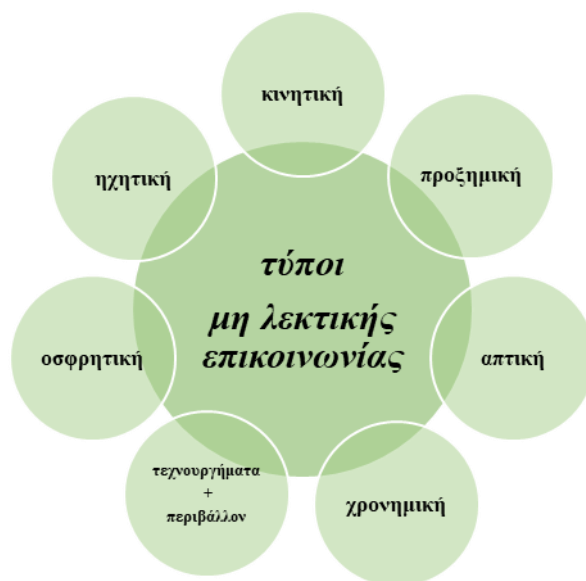 κινητική
προξημική
απτική
χρονημική
τεχνουργήματα
+
περιβάλλον
οσφρητική
ηχητική
τύποι
μη λεκτικής
επικοινωνίας